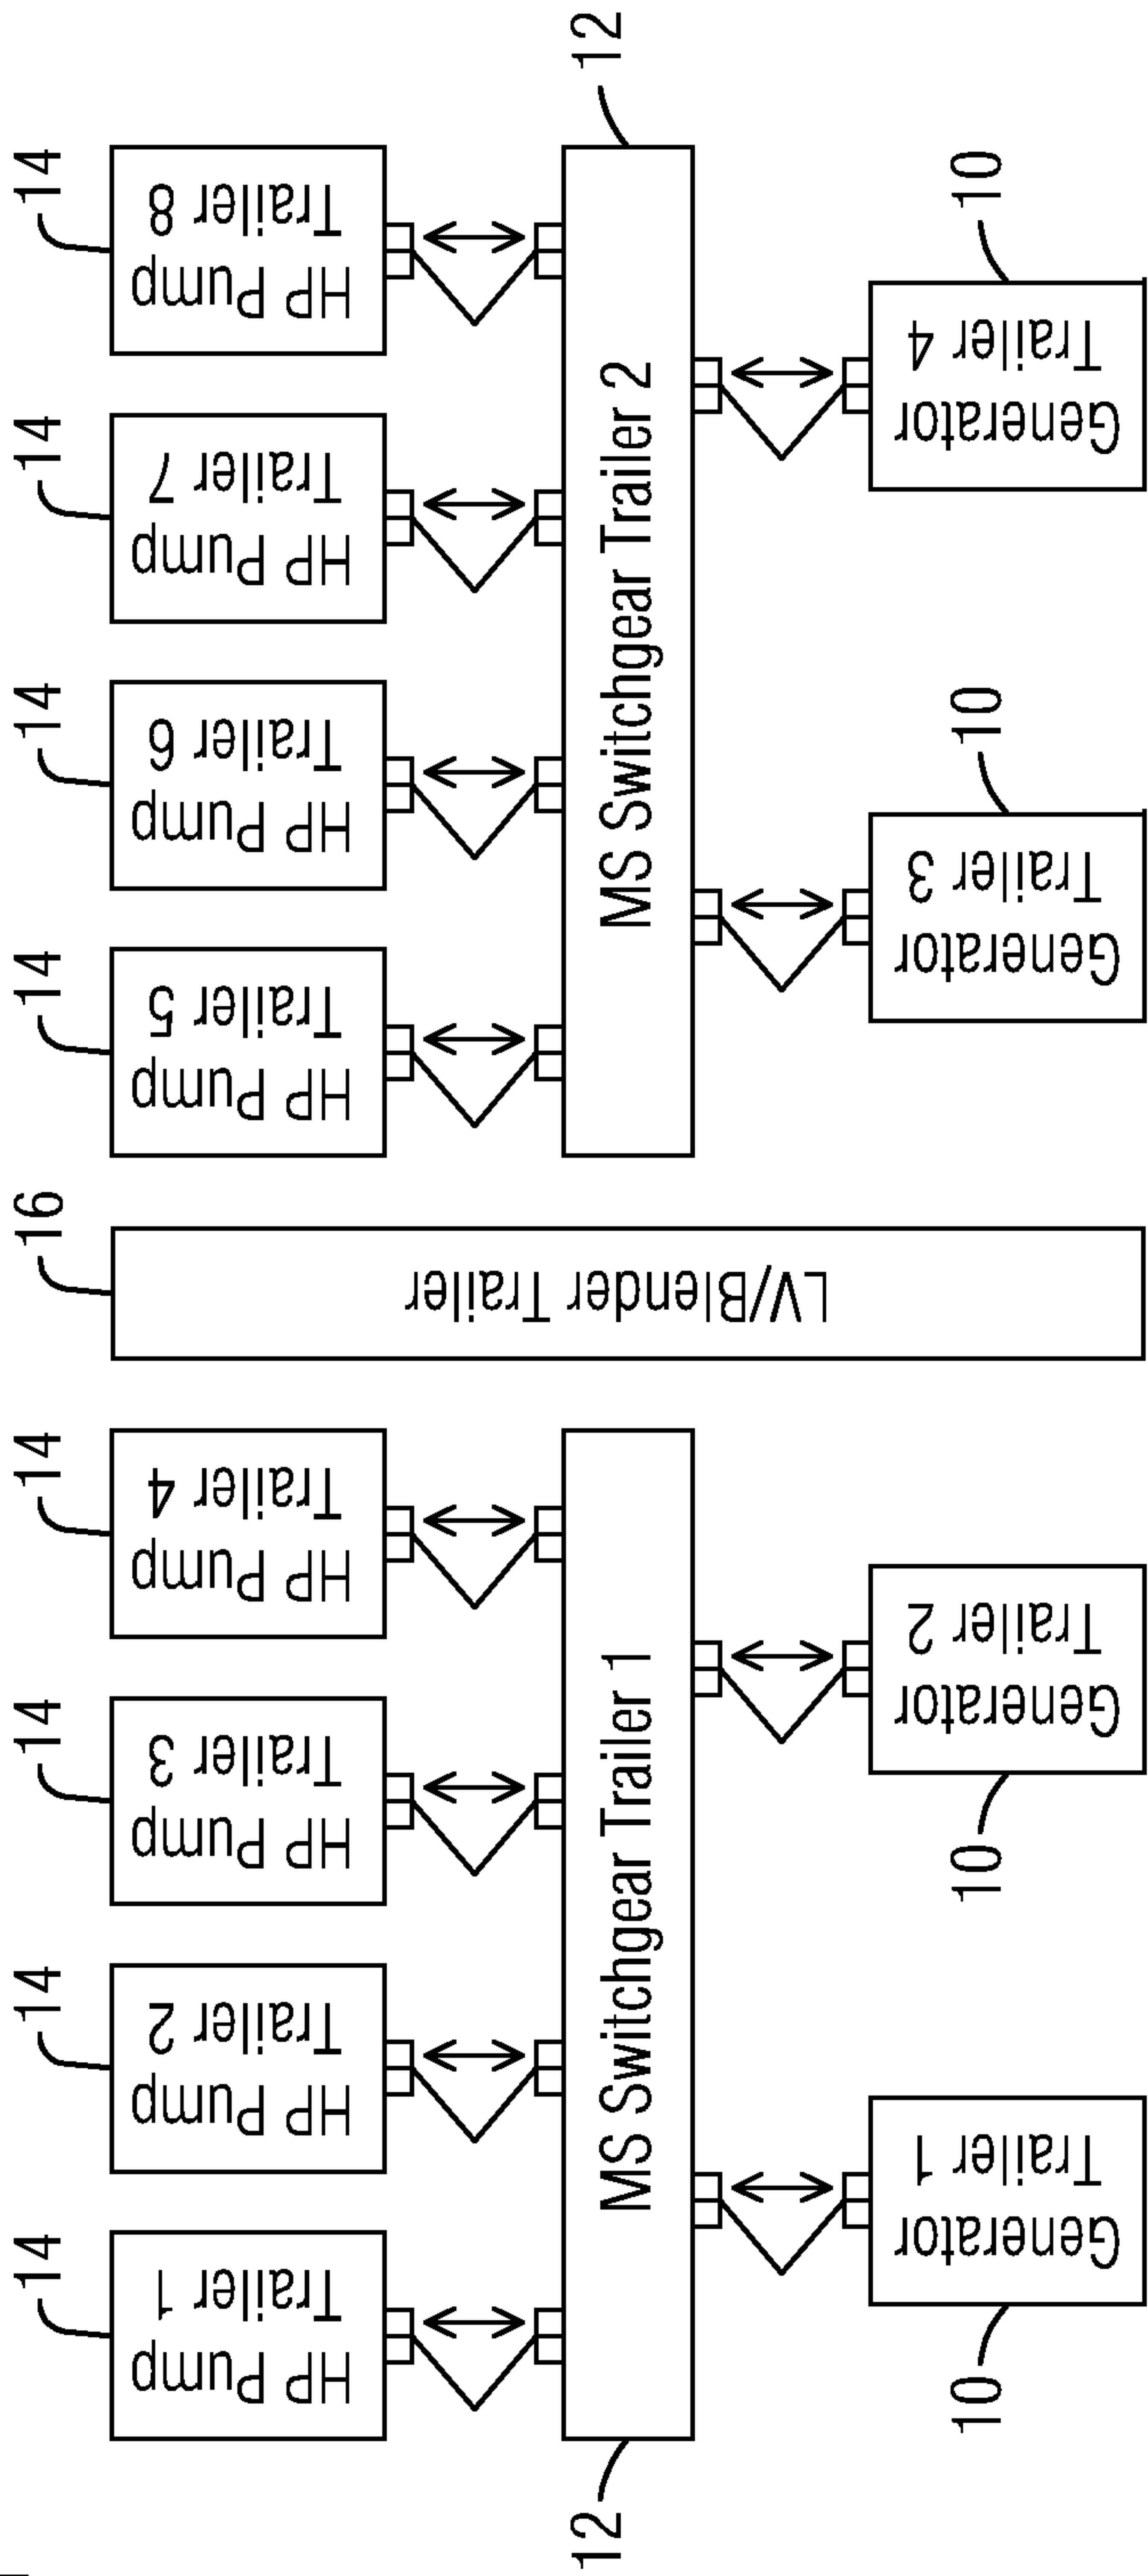 14
14
14
14
14
14
14
14
16
HP Pump
Trailer 1
HP Pump
Trailer 2
HP Pump
Trailer 3
HP Pump
Trailer 4
LV/Blender Trailer
HP Pump
Trailer 5
HP Pump
Trailer 6
HP Pump
Trailer 7
HP Pump
Trailer 8
12
MS Switchgear Trailer 1
MS Switchgear Trailer 2
12
Generator
Trailer 1
Generator
Trailer 2
Generator
Trailer 3
Generator
Trailer 4
10
10
10
10